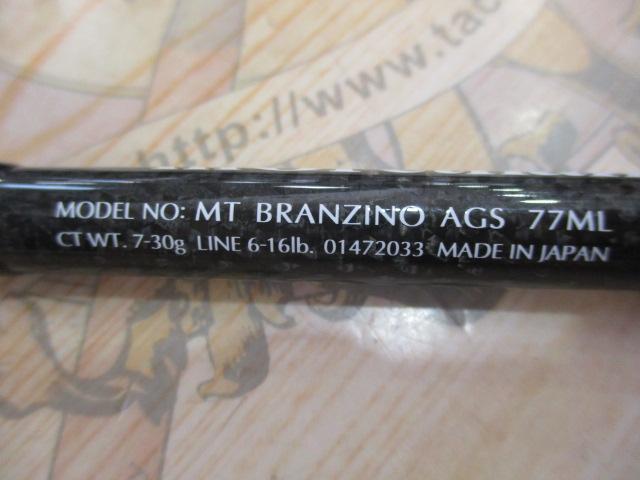 http://www.tac
MODEL NO: MT BRANZINO AGS 77ML
CT WT. 7-30g LINE 6-16lb. 01472033 MADE IN JAPAN